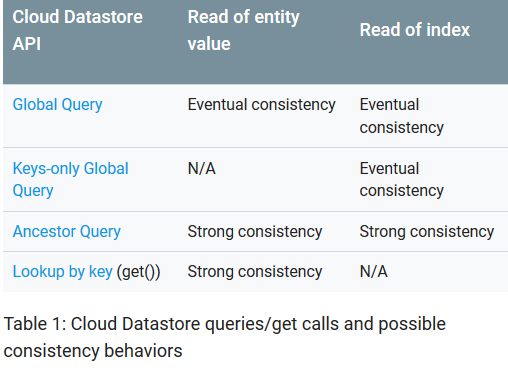 Cloud Datastore API Read of entity value Read of index
Global Query Eventual consistency Eventual consistency
Keys-only Global Query N/A Eventual consistency
Ancestor Query Strong consistency Strong consistency
Lookup by key (get()) Strong consistency N/A
Table 1: Cloud Datastore queries/get calls and possible
consistency behaviors